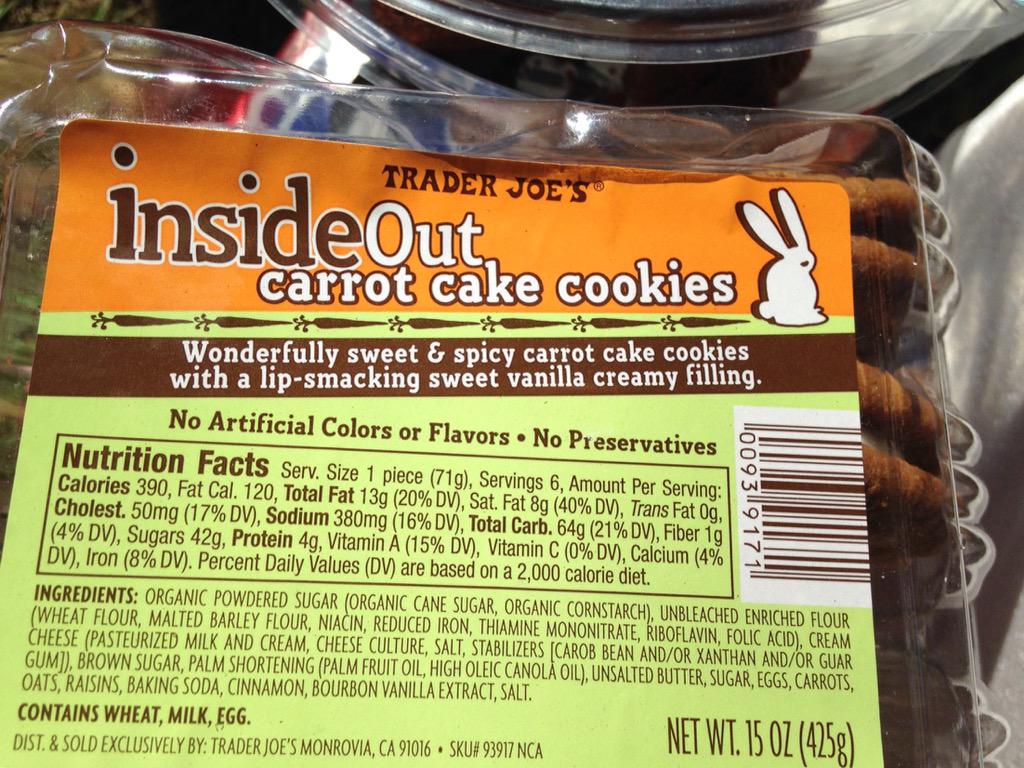 TRADER JOE'S®
insideOut
carrot cake cookies
Wonderfully sweet & spicy carrot cake cookies
with a lip-smacking sweet vanilla creamy filling.
No Artificial Colors or Flavors • No Preservatives
Nutrition Facts Serv. Size 1 piece (71g), Servings 6, Amount Per Serving:
Calories 390, Fat Cal. 120, Total Fat 13g (20% DV), Sat. Fat 8g (40% DV), Trans Fat 0g,
Cholest. 50mg (17% DV), Sodium 380mg (16% DV), Total Carb. 64g (21% DV), Fiber 1g
(4% DV), Sugars 42g, Protein 4g, Vitamin A (15% DV), Vitamin C (0% DV), Calcium (4%
DV), Iron (8% DV). Percent Daily Values (DV) are based on a 2,000 calorie diet.
00939171
INGREDIENTS: ORGANIC POWDERED SUGAR (ORGANIC CANE SUGAR, ORGANIC CORNSTARCH), UNBLEACHED ENRICHED FLOUR
(WHEAT FLOUR, MALTED BARLEY FLOUR, NIACIN, REDUCED IRON, THIAMINE MONONITRATE, RIBOFLAVIN, FOLIC ACID), CREAM
CHEESE (PASTEURIZED MILK AND CREAM, CHEESE CULTURE, SALT, STABILIZERS [CAROB BEAN AND/OR XANTHAN AND/OR GUAR
GUM]), BROWN SUGAR, PALM SHORTENING (PALM FRUIT OIL, HIGH OLEIC CANOLA OIL), UNSALTED BUTTER, SUGAR, EGGS, CARROTS,
OATS, RAISINS, BAKING SODA, CINNAMON, BOURBON VANILLA EXTRACT, SALT.
CONTAINS WHEAT, MILK, EGG.
DIST. & SOLD EXCLUSIVELY BY: TRADER JOE'S MONROVIA, CA 91016 • SKU# 93917 NCA
NET WT. 15 OZ (425g)